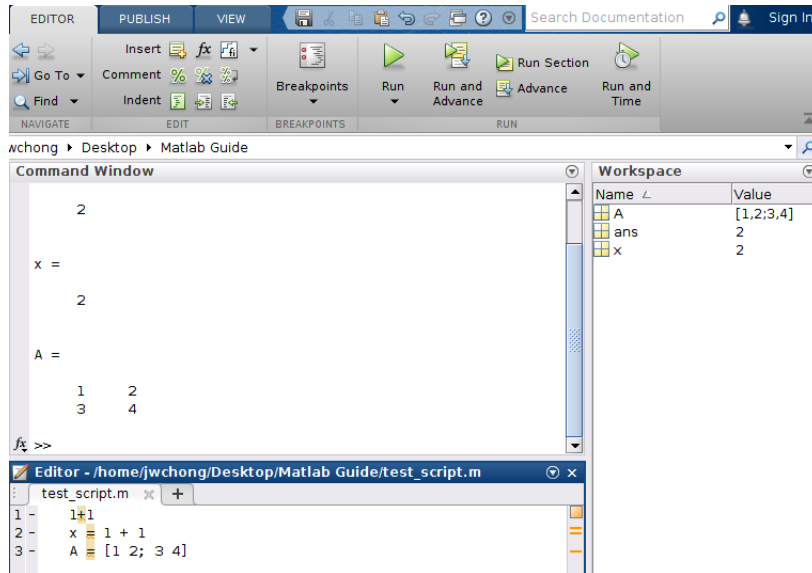 EDITOR PUBLISH VIEW Search Documentation Sign In
Insert fx fi
Go To Comment % Breakpoints Run Run and Advance Run Section Advance Run and Time
Find Indent
NAVIGATE EDIT BREAKPOINTS RUN
wchong Desktop Matlab Guide
Command Window
2
x =
2
A =
1 2
3 4
fx >>
Workspace
Name Value
A [1,2;3,4]
ans 2
x 2
Editor - /home/jwchong/Desktop/Matlab Guide/test_script.m
test_script.m × +
1 - 1+1
2 - x = 1 + 1
3 - A = [1 2; 3 4]